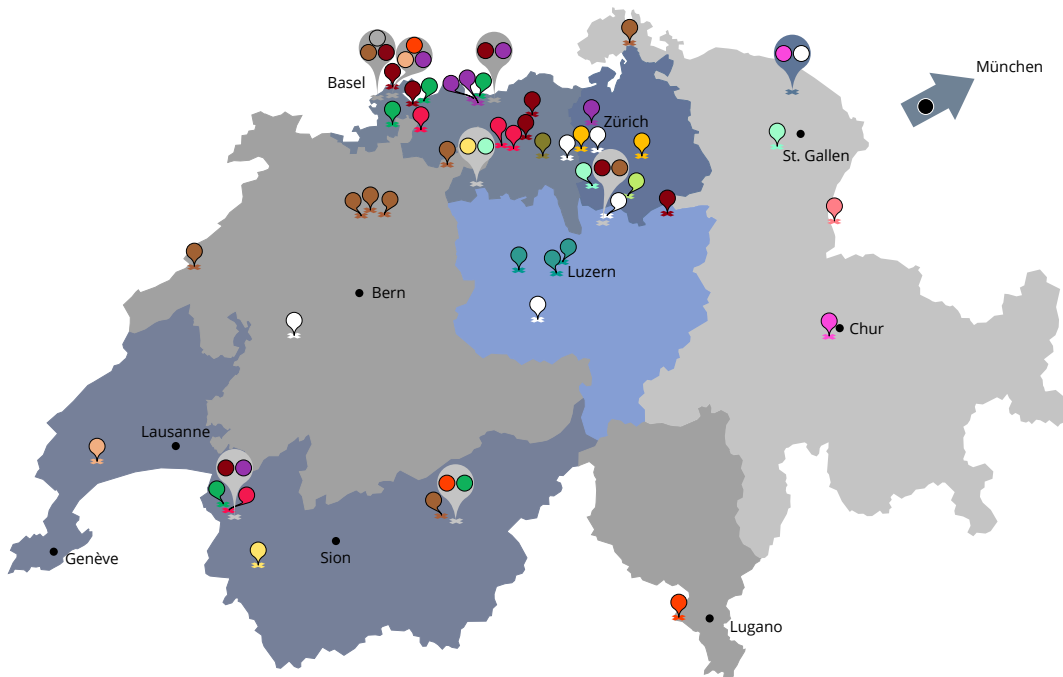 München
Basel
Zürich
St. Gallen
Luzern
Bern
Chur
Lausanne
Sion
Genève
Lugano